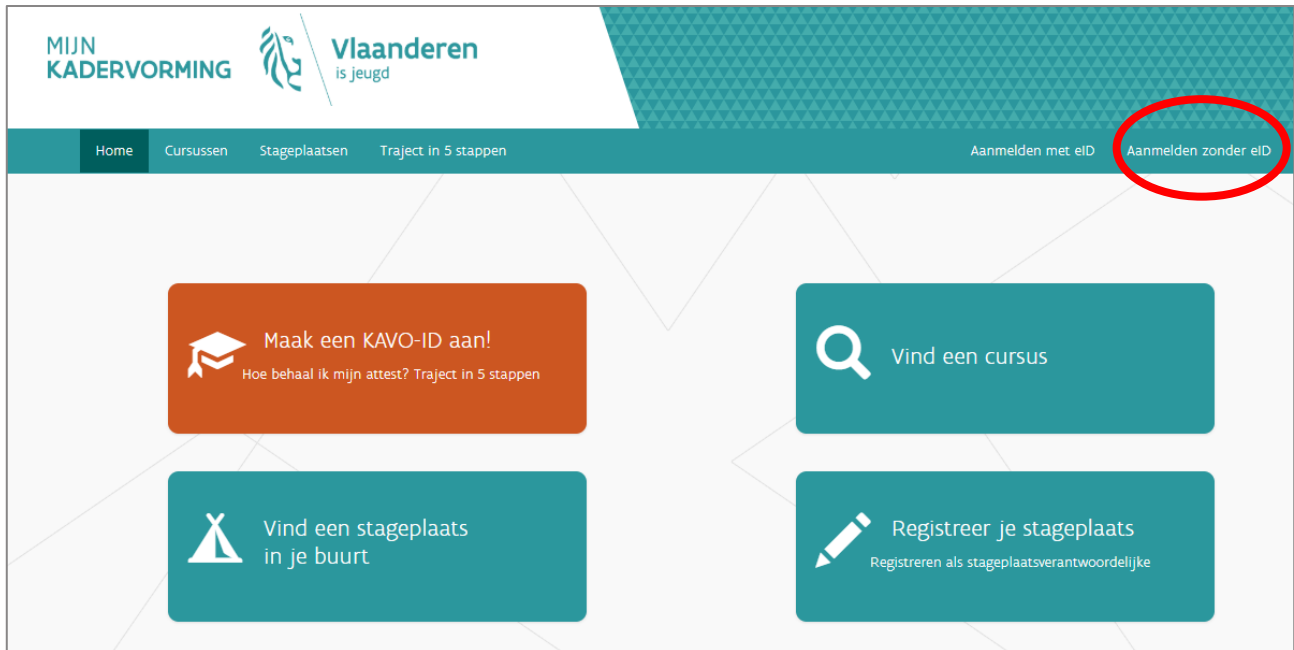 MIJN
KADERVORMING
Vlaanderen
is jeugd
Home Cursussen Stageplaatsen Traject in 5 stappen Aanmelden met eID Aanmelden zonder eID
Maak een KAVO-ID aan!
Hoe behaal ik mijn attest? Traject in 5 stappen
Vind een cursus
Vind een stageplaats
in je buurt
Registreer je stageplaats
Registreren als stageplaatsverantwoordelijke